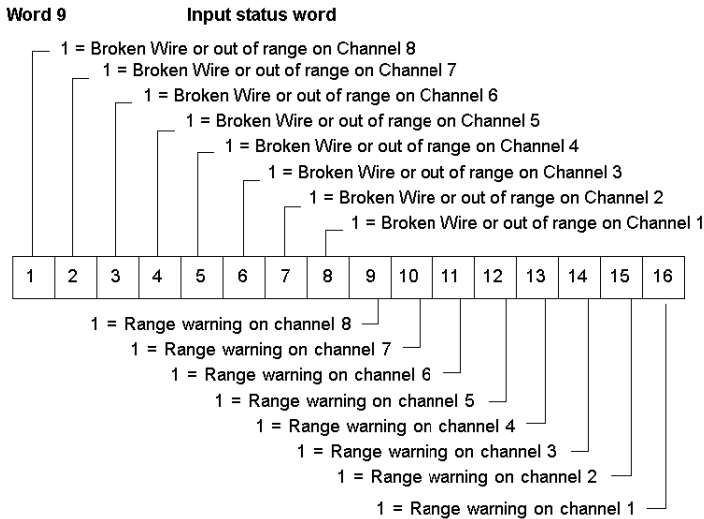 Word 9 Input status word
1 = Broken Wire or out of range on Channel 8
1 = Broken Wire or out of range on Channel 7
1 = Broken Wire or out of range on Channel 6
1 = Broken Wire or out of range on Channel 5
1 = Broken Wire or out of range on Channel 4
1 = Broken Wire or out of range on Channel 3
1 = Broken Wire or out of range on Channel 2
1 = Broken Wire or out of range on Channel 1
1 2 3 4 5 6 7 8 9 10 11 12 13 14 15 16
1 = Range warning on channel 8
1 = Range warning on channel 7
1 = Range warning on channel 6
1 = Range warning on channel 5
1 = Range warning on channel 4
1 = Range warning on channel 3
1 = Range warning on channel 2
1 = Range warning on channel 1